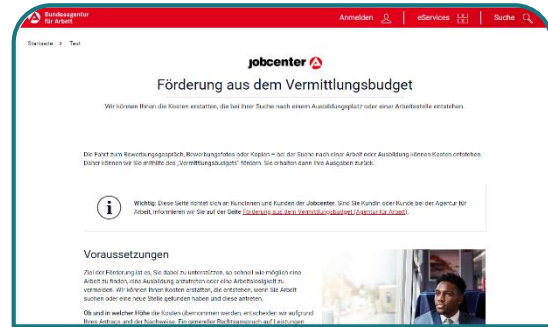 Bundesagentur
für Arbeit
Anmelden
eServices
Suche
Startseite > Text
jobcenter
Förderung aus dem Vermittlungsbudget
Wir können Ihnen die Kosten erstatten, die bei Ihrer Suche nach einem Ausbildungsplatz oder einer Arbeitsstelle entstehen.
Die Fahrt zum Bewerbungsgespräch, Bewerbungsfotos oder Kopien – bei der Suche nach einer Arbeit oder Ausbildung können Kosten entstehen.
Daher können wir Sie mithilfe des „Vermittlungsbudgets“ fördern. Sie erhalten dann Ihre Ausgaben zurück.
Wichtig: Diese Seite richtet sich an Kundinnen und Kunden der Jobcenter. Sind Sie Kundin oder Kunde bei der Agentur für
Arbeit, informieren wir Sie auf der Seite Förderung aus dem Vermittlungsbudget (Agentur für Arbeit).
Voraussetzungen
Ziel der Förderung ist es, Sie dabei zu unterstützen, so schnell wie möglich eine
Arbeit zu finden, eine Ausbildung anzutreten oder eine Arbeitslosigkeit zu
vermeiden. Wir können Ihnen Kosten erstatten, die entstehen, wenn Sie Arbeit
suchen oder eine neue Stelle gefunden haben und diese antreten.
Ob und in welcher Höhe die Kosten übernommen werden, entscheiden wir aufgrund
Ihres Antrags und der Nachweise. Ein genereller Rechtsanspruch auf Leistungen